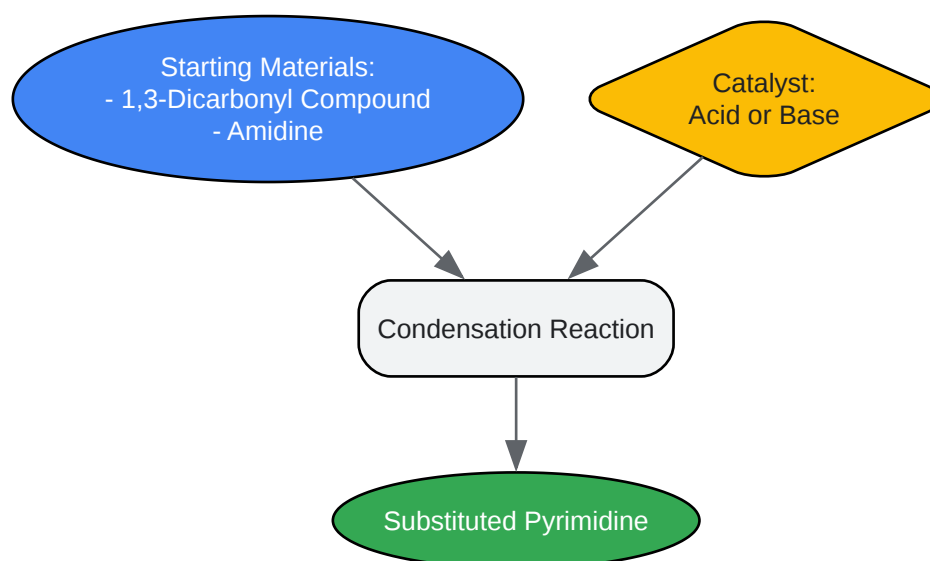 Starting Materials:
- 1,3-Dicarbonyl Compound
- Amidine
Catalyst:
Acid or Base
Condensation Reaction
Substituted Pyrimidine